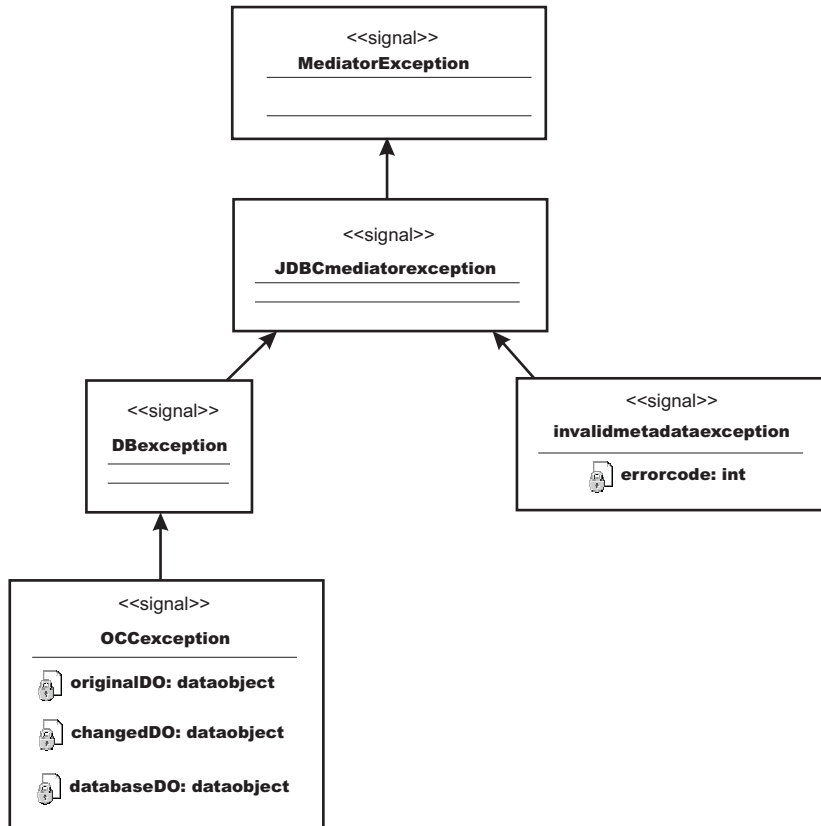 <<signal>>
MediatorException
<<signal>>
JDBCmediatorexception
<<signal>>
DBexception
<<signal>>
invalidmetadataexception
errorcode: int
<<signal>>
OCCexception
originalDO: dataobject
changedDO: dataobject
databaseDO: dataobject